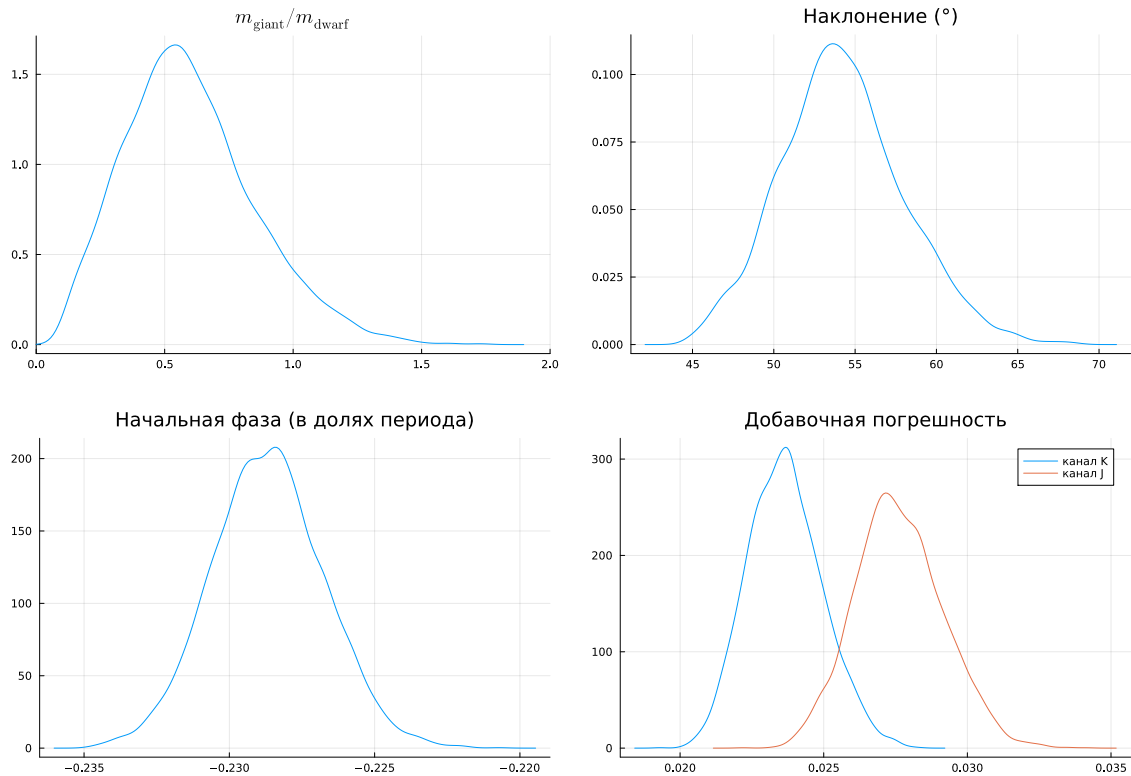 m_giant/m_dwarf
1.5
1.0
0.5
0.0
0.0 0.5 1.0 1.5 2.0
Наклонение (°)
0.100
0.075
0.050
0.025
0.000
45 50 55 60 65 70
Начальная фаза (в долях периода)
200
150
100
50
0
−0.235 −0.230 −0.225 −0.220
Добавочная погрешность
канал K
канал J
300
200
100
0
0.020 0.025 0.030 0.035